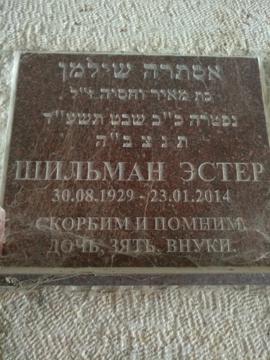 אסתרה שילמן
בת מאיר וחסיה ז״ל
נפטרה כ״ב שבט תשע״ד
ת נ צ ב ״ה
ШИЛЬМАН ЭСТЕР
30.08.1929 - 23.01.2014
СКОРБИМ И ПОМНИМ.
ДОЧЬ, ЗЯТЬ, ВНУКИ.